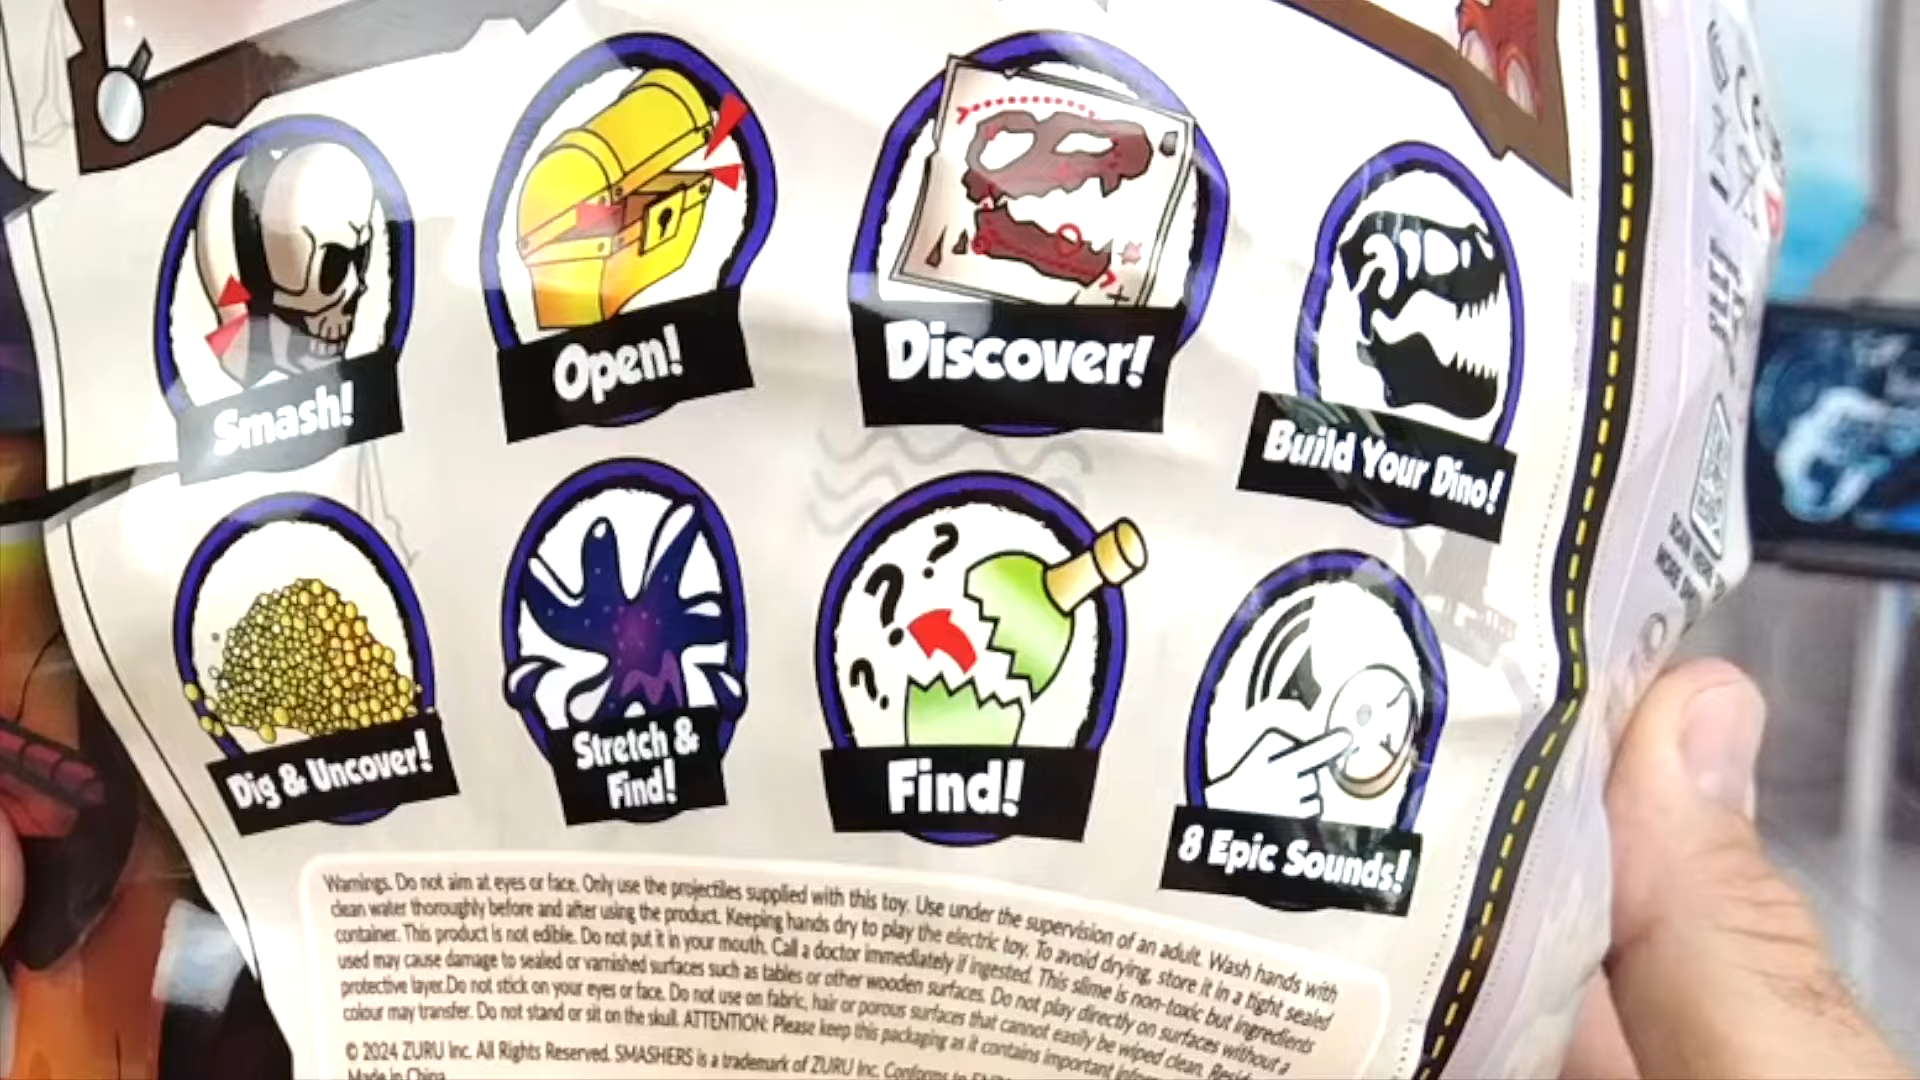 Smash!
Open!
Discover!
Build Your Dino!
Dig & Uncover!
Stretch &
Find!
Find!
8 Epic Sounds!
Warnings. Do not aim at eyes or face. Only use the projectiles supplied with this toy. Use under the supervision of an adult. Wash hands with
clean water thoroughly before and after using the product. Keeping hands dry to play the electric toy. To avoid drying, store it in a tight sealed
container. This product is not edible. Do not put it in your mouth. Call a doctor immediately if ingested. This slime is non-toxic but ingredients
used may cause damage to sealed or varnished surfaces such as tables or other wooden surfaces. Do not play directly on surfaces without a
protective layer.Do not stick on your eyes or face. Do not use on fabric, hair or porous surfaces that cannot easily be wiped clean.
colour may transfer. Do not stand or sit on the skull. ATTENTION: Please keep this packaging as it contains important
© 2024 ZURU Inc. All Rights Reserved. SMASHERS is a trademark of ZURU Inc. Conforms to
Made in China